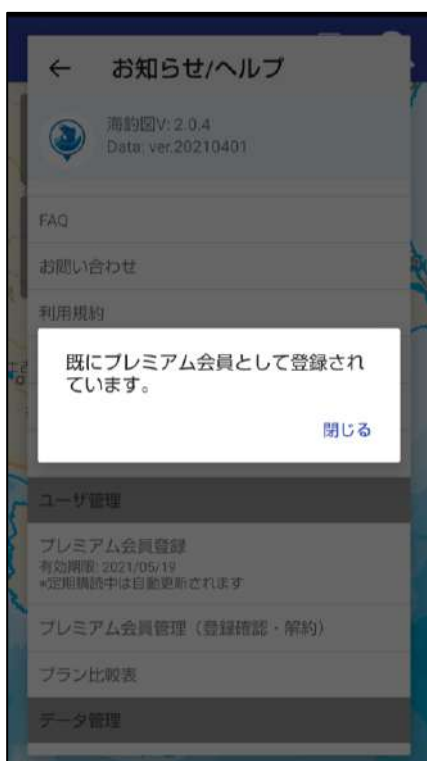 お知らせ/ヘルプ
海釣図V: 2.0.4
Data: ver.20210401
FAQ
お問い合わせ
利用規約
既にプレミアム会員として登録され
ています。
閉じる
ユーザ管理
プレミアム会員登録
有効期限: 2021/05/19
*定期購読中は自動更新されます
プレミアム会員管理（登録確認・解約）
プラン比較表
データ管理